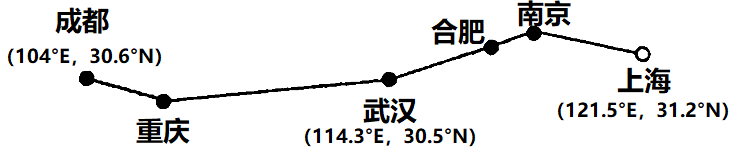 成都
(104°E，30.6°N)
重庆
武汉
(114.3°E，30.5°N)
合肥
南京
上海
(121.5°E，31.2°N)